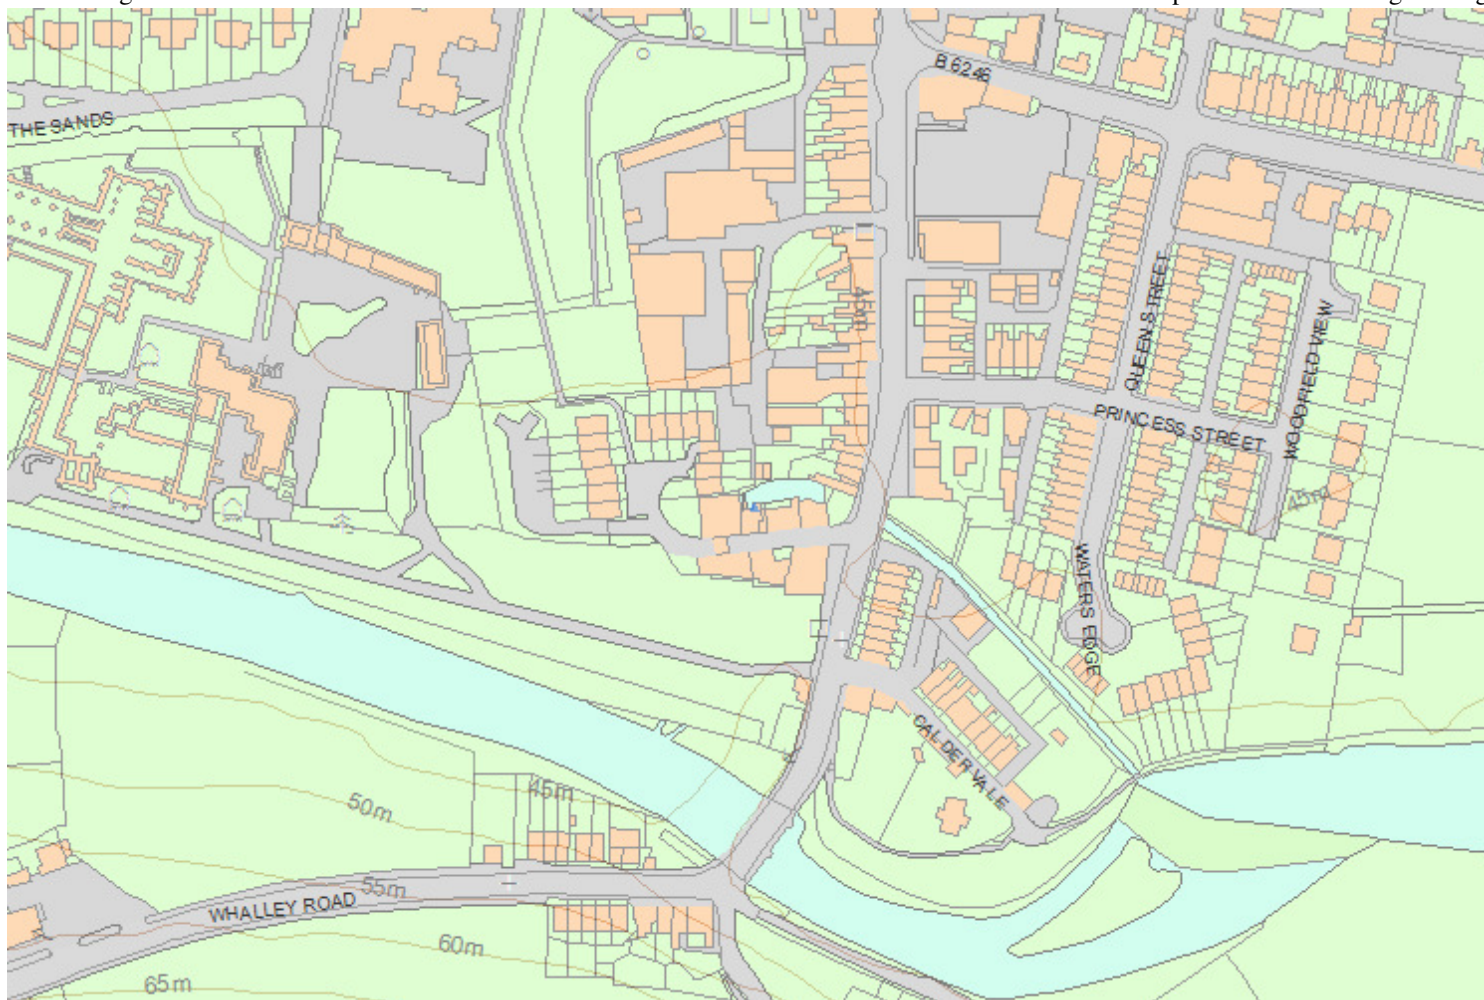 B 6246
THE SANDS
45m
QUEEN STREET
WOODFIELD VIEW
PRINCESS STREET
45m
WATERS EDGE
CALDER VALE
45m
50m
55m
WHALLEY ROAD
60m
65m